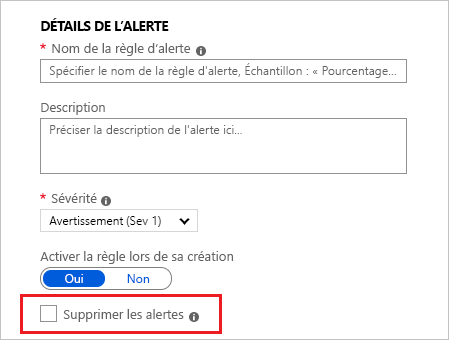 DÉTAILS DE L'ALERTE
* Nom de la règle d'alerte
Spécifier le nom de la règle d'alerte, Échantillon : « Pourcentage...
Description
Préciser la description de l'alerte ici...
* Sévérité
Avertissement (Sev 1)
Activer la règle lors de sa création
Oui Non
Supprimer les alertes